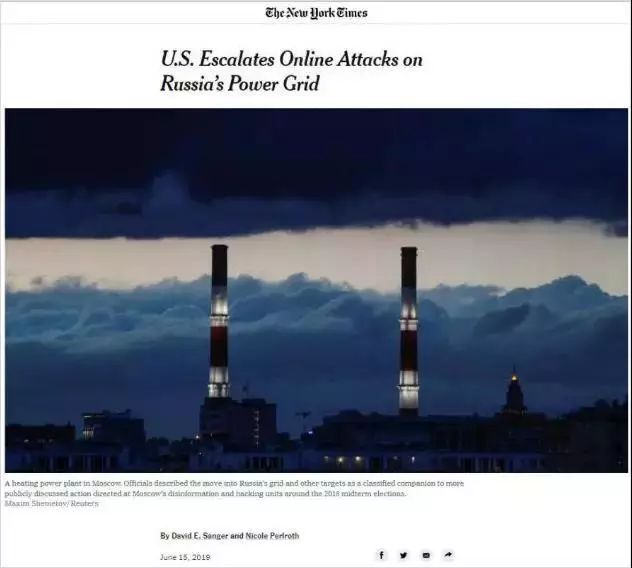 The New York Times
U.S. Escalates Online Attacks on
Russia's Power Grid
A heating power plant in Moscow. Officials described the move into Russia's grid and other targets as a classified companion to more
publicly discussed action directed at Moscow's disinformation and hacking units around the 2018 midterm elections.
Maxim Shemetov/Reuters
By David E. Sanger and Nicole Perlroth
June 15, 2019